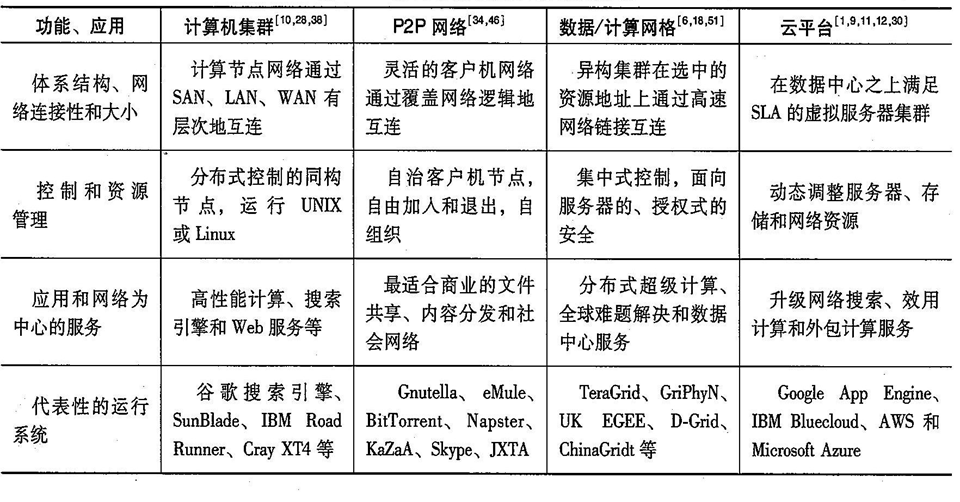 功能、应用 计算机集群[10,28,38] P2P 网络[34,46] 数据/计算网格[6,18,51] 云平台[1,9,11,12,30]
体系结构、网
络连接性和大小
计算节点网络通过
SAN、LAN、WAN 有
层次地互连
灵活的客户机网络
通过覆盖网络逻辑地
互连
异构集群在选中的
资源地址上通过高速
网络链接互连
在数据中心之上满足
SLA 的虚拟服务器集群
控制和资源
管理
分布式控制的同构
节点，运行 UNIX
或 Linux
自治客户机节点，
自由加入和退出，自
组织
集中式控制，面向
服务器的、授权式的
安全
动态调整服务器、存
储和网络资源
应用和网络为
中心的服务
高性能计算、搜索
引擎和 Web 服务等
最适合商业的文件
共享、内容分发和社
会网络
分布式超级计算、
全球难题解决和数据
中心服务
升级网络搜索、效用
计算和外包计算服务
代表性的运行
系统
谷歌搜索引擎、
SunBlade、IBM Road
Runner、Cray XT4 等
Gnutella、eMule、
BitTorrent、Napster、
KaZaA、Skype、JXTA
TeraGrid、GriPhyN、
UK EGEE、D-Grid、
ChinaGridt 等
Google App Engine、
IBM Bluecloud、AWS 和
Microsoft Azure